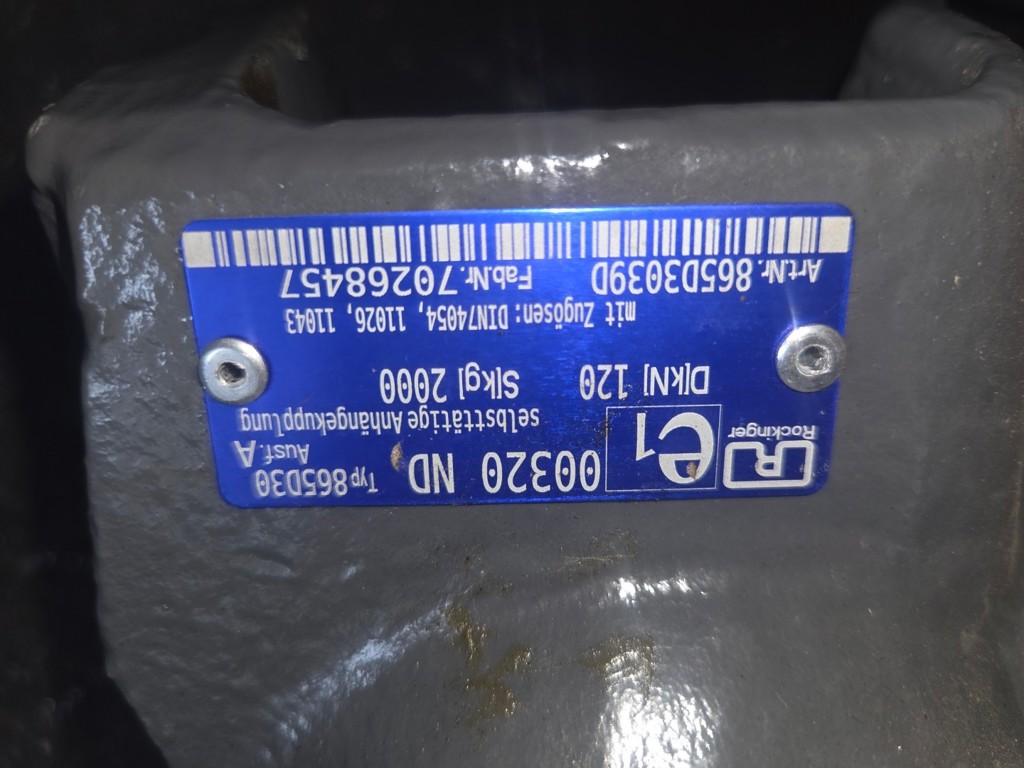 Rockinger
e1 00320 ND Typ 865D30
Ausf. A
selbsttätige Anhängekupplung
D[kN] 120 S[kg] 2000
mit Zugösen: DIN74054, 11026, 11043
Art.Nr. 865D3039D Fab.Nr. 70268457